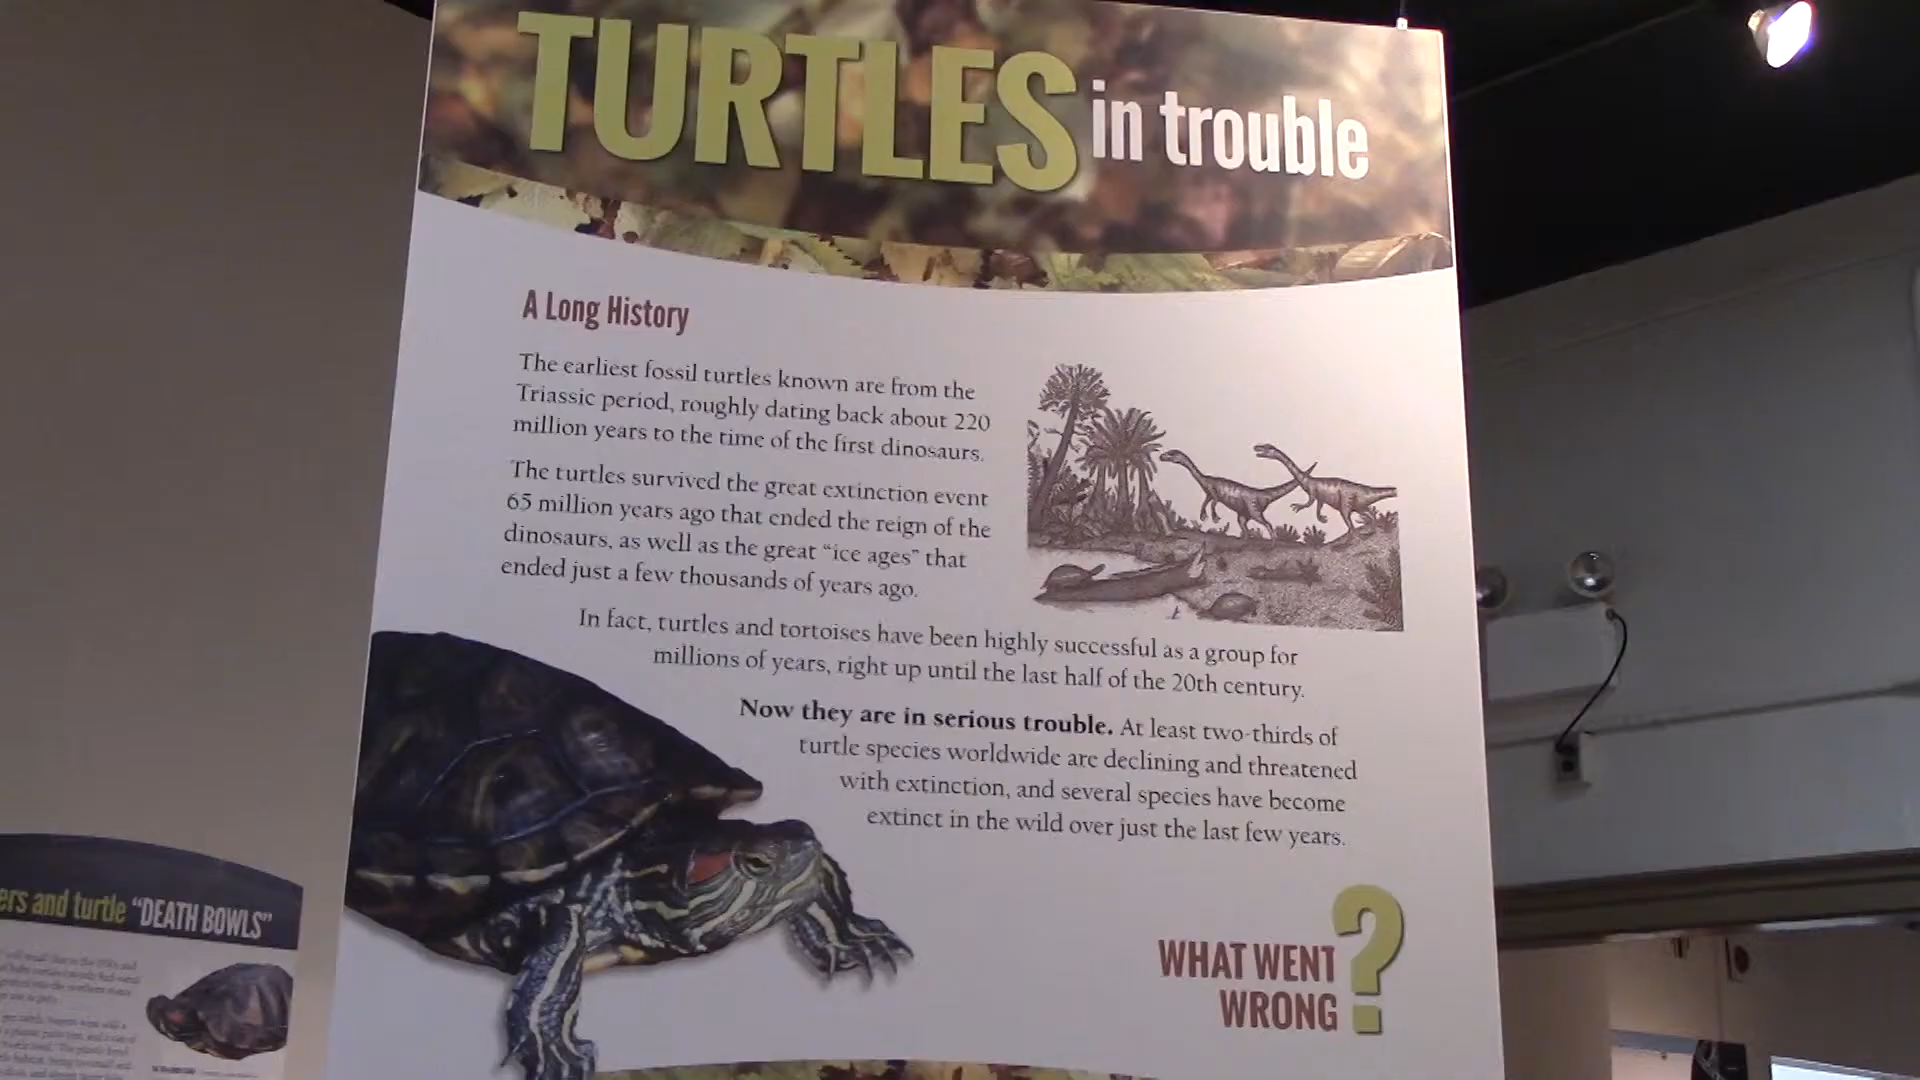 TURTLES in trouble
A Long History
The earliest fossil turtles known are from the
Triassic period, roughly dating back about 220
million years to the time of the first dinosaurs.
The turtles survived the great extinction event
65 million years ago that ended the reign of the
dinosaurs, as well as the great “ice ages” that
ended just a few thousands of years ago.
In fact, turtles and tortoises have been highly successful as a group for
millions of years, right up until the last half of the 20th century.
Now they are in serious trouble. At least two-thirds of
turtle species worldwide are declining and threatened
with extinction, and several species have become
extinct in the wild over just the last few years.
WHAT WENT
WRONG?
and turtle “DEATH BOWLS”